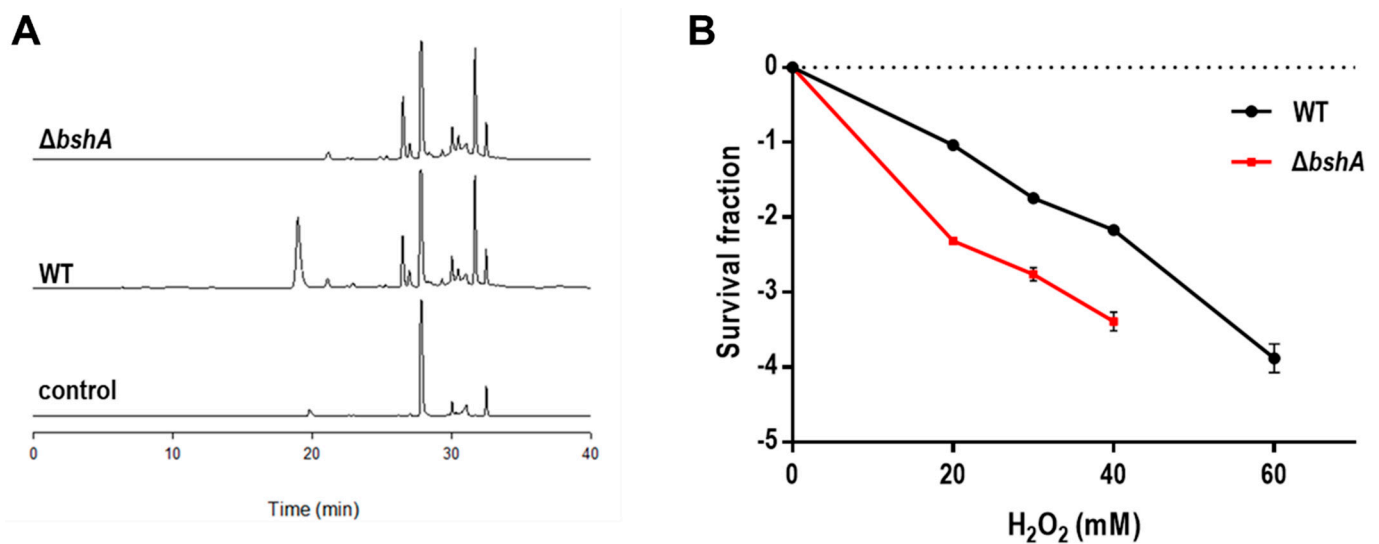 A
ΔbshA
WT
control
0 10 20 30 40
Time (min)
B
0
-1
-2
-3
-4
-5
Survival fraction
WT
ΔbshA
0 20 40 60
H₂O₂ (mM)